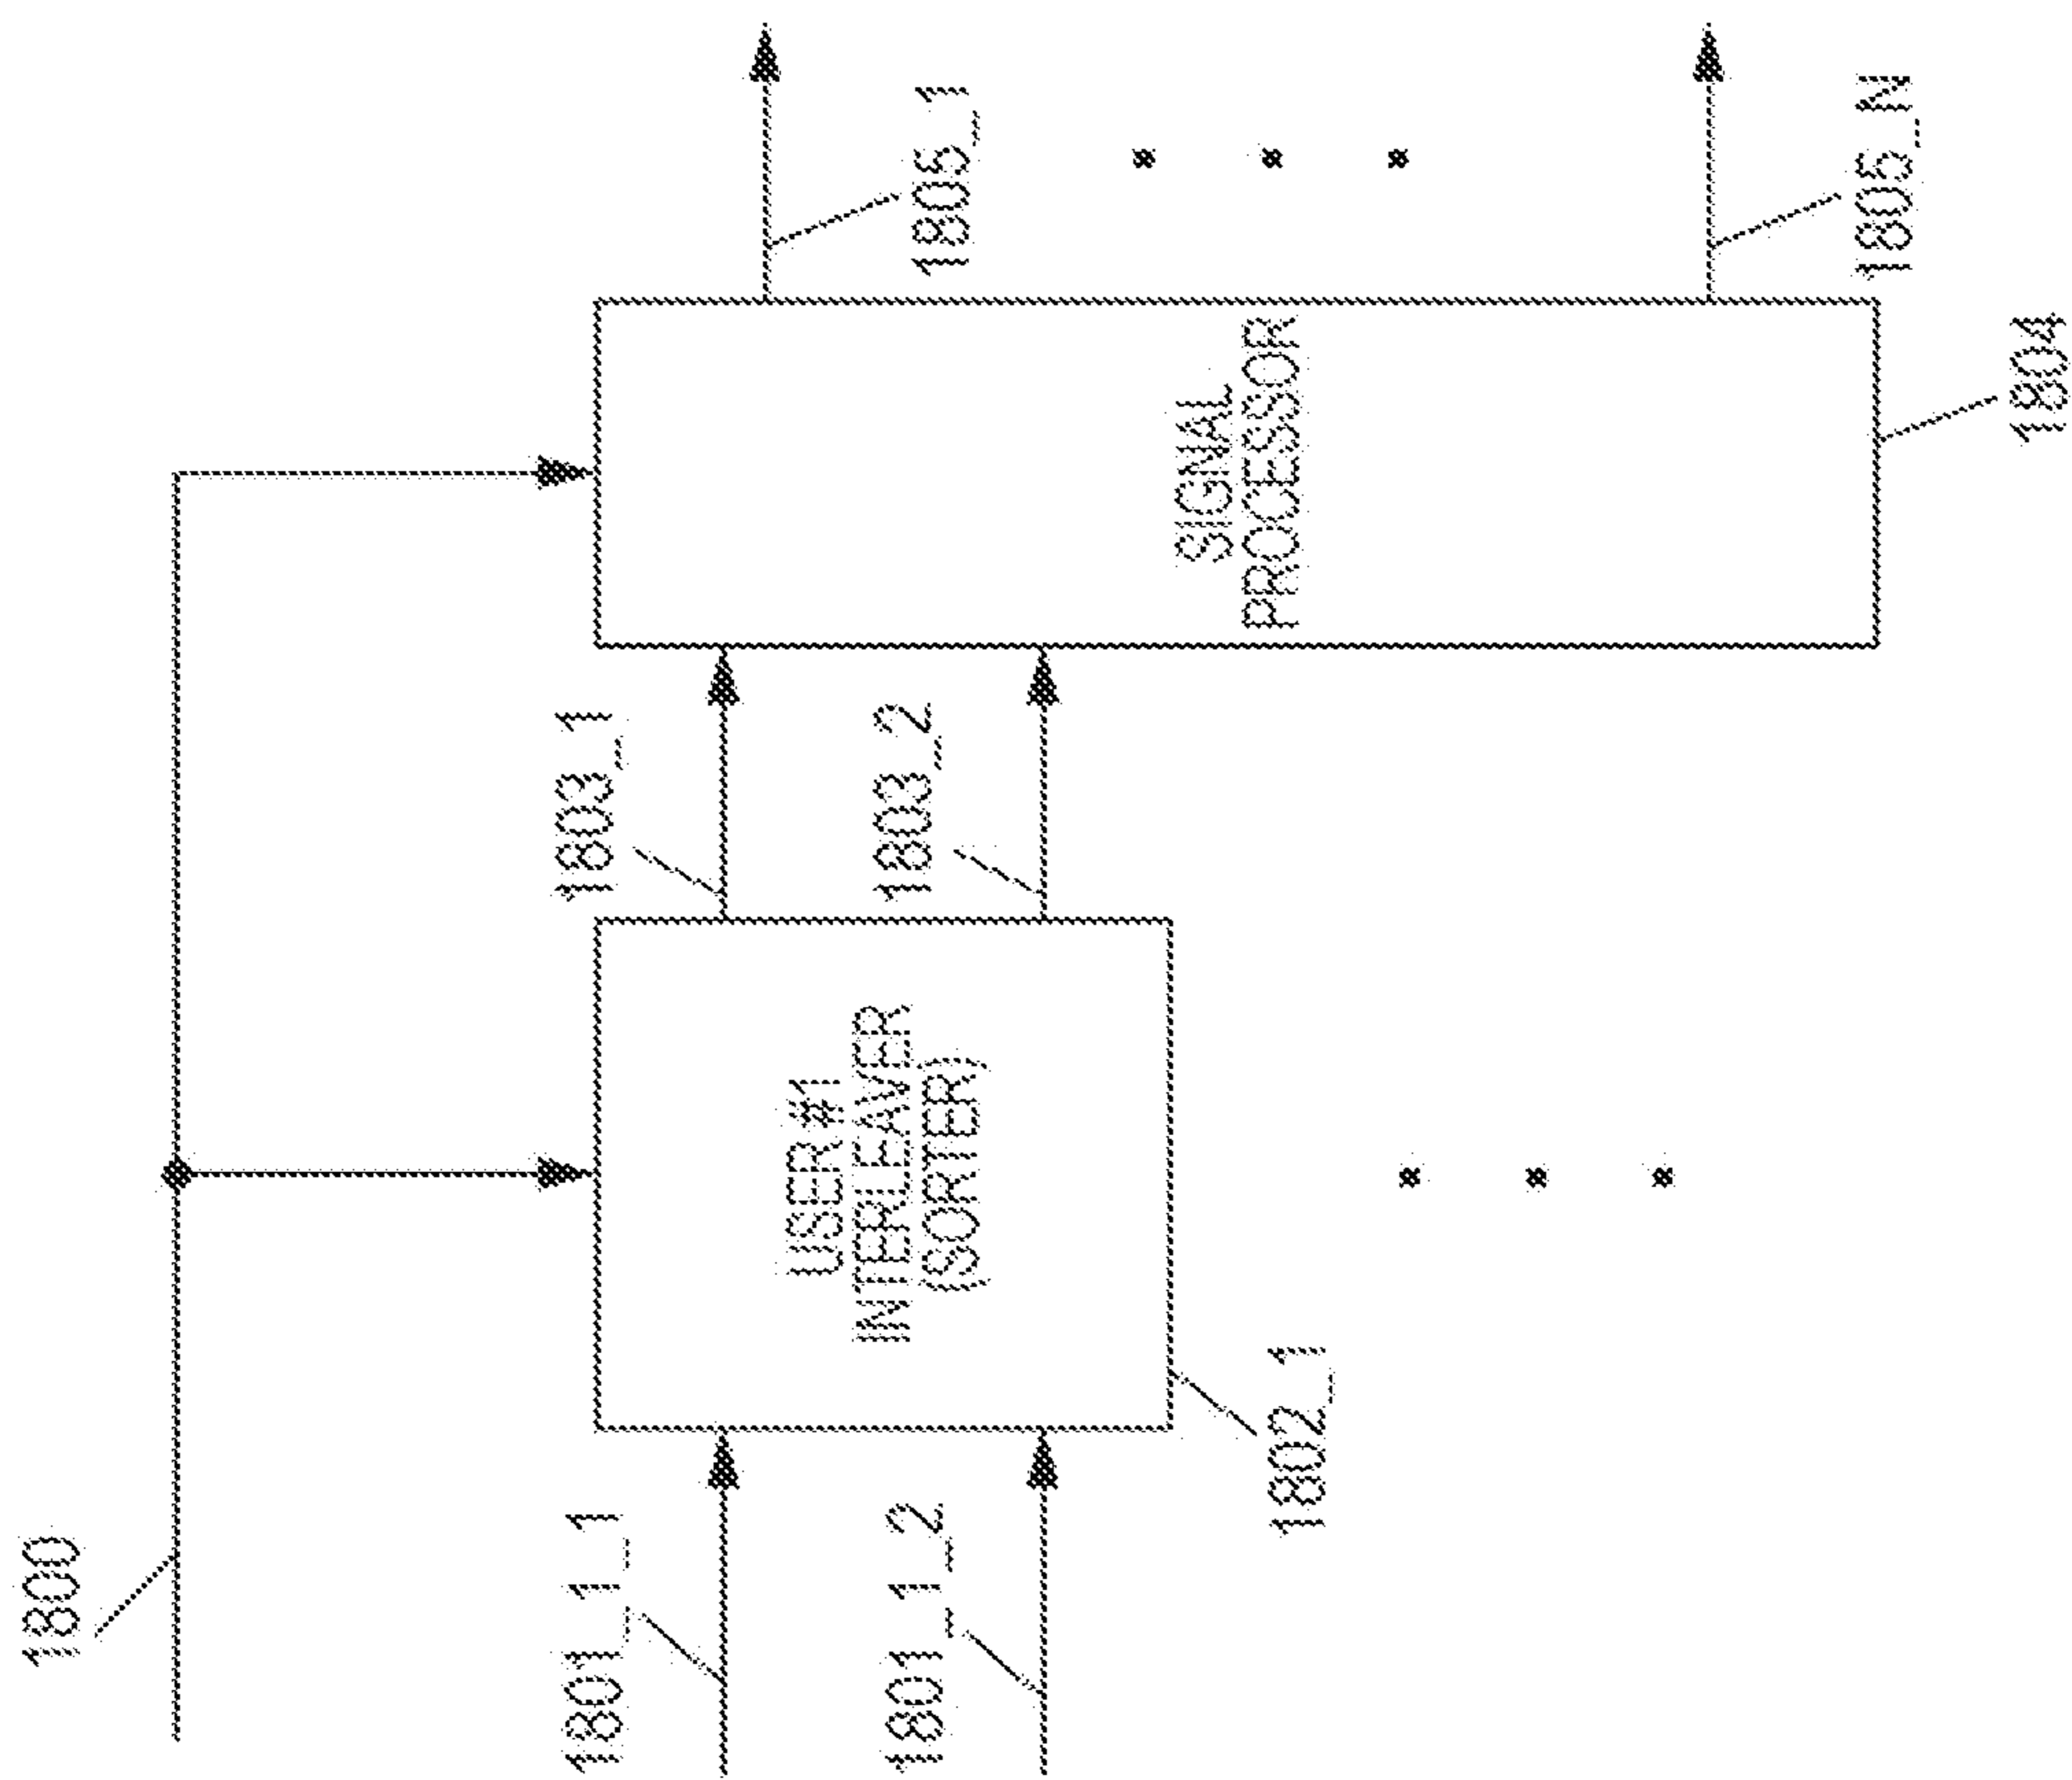 1800
1801_1_1
1801_1_2
USER #1
INTERLEAVER
(SORTER)
1802_1
1803_1
1803_2
SIGNAL
PROCESSOR
1804
1805_1
1805_N